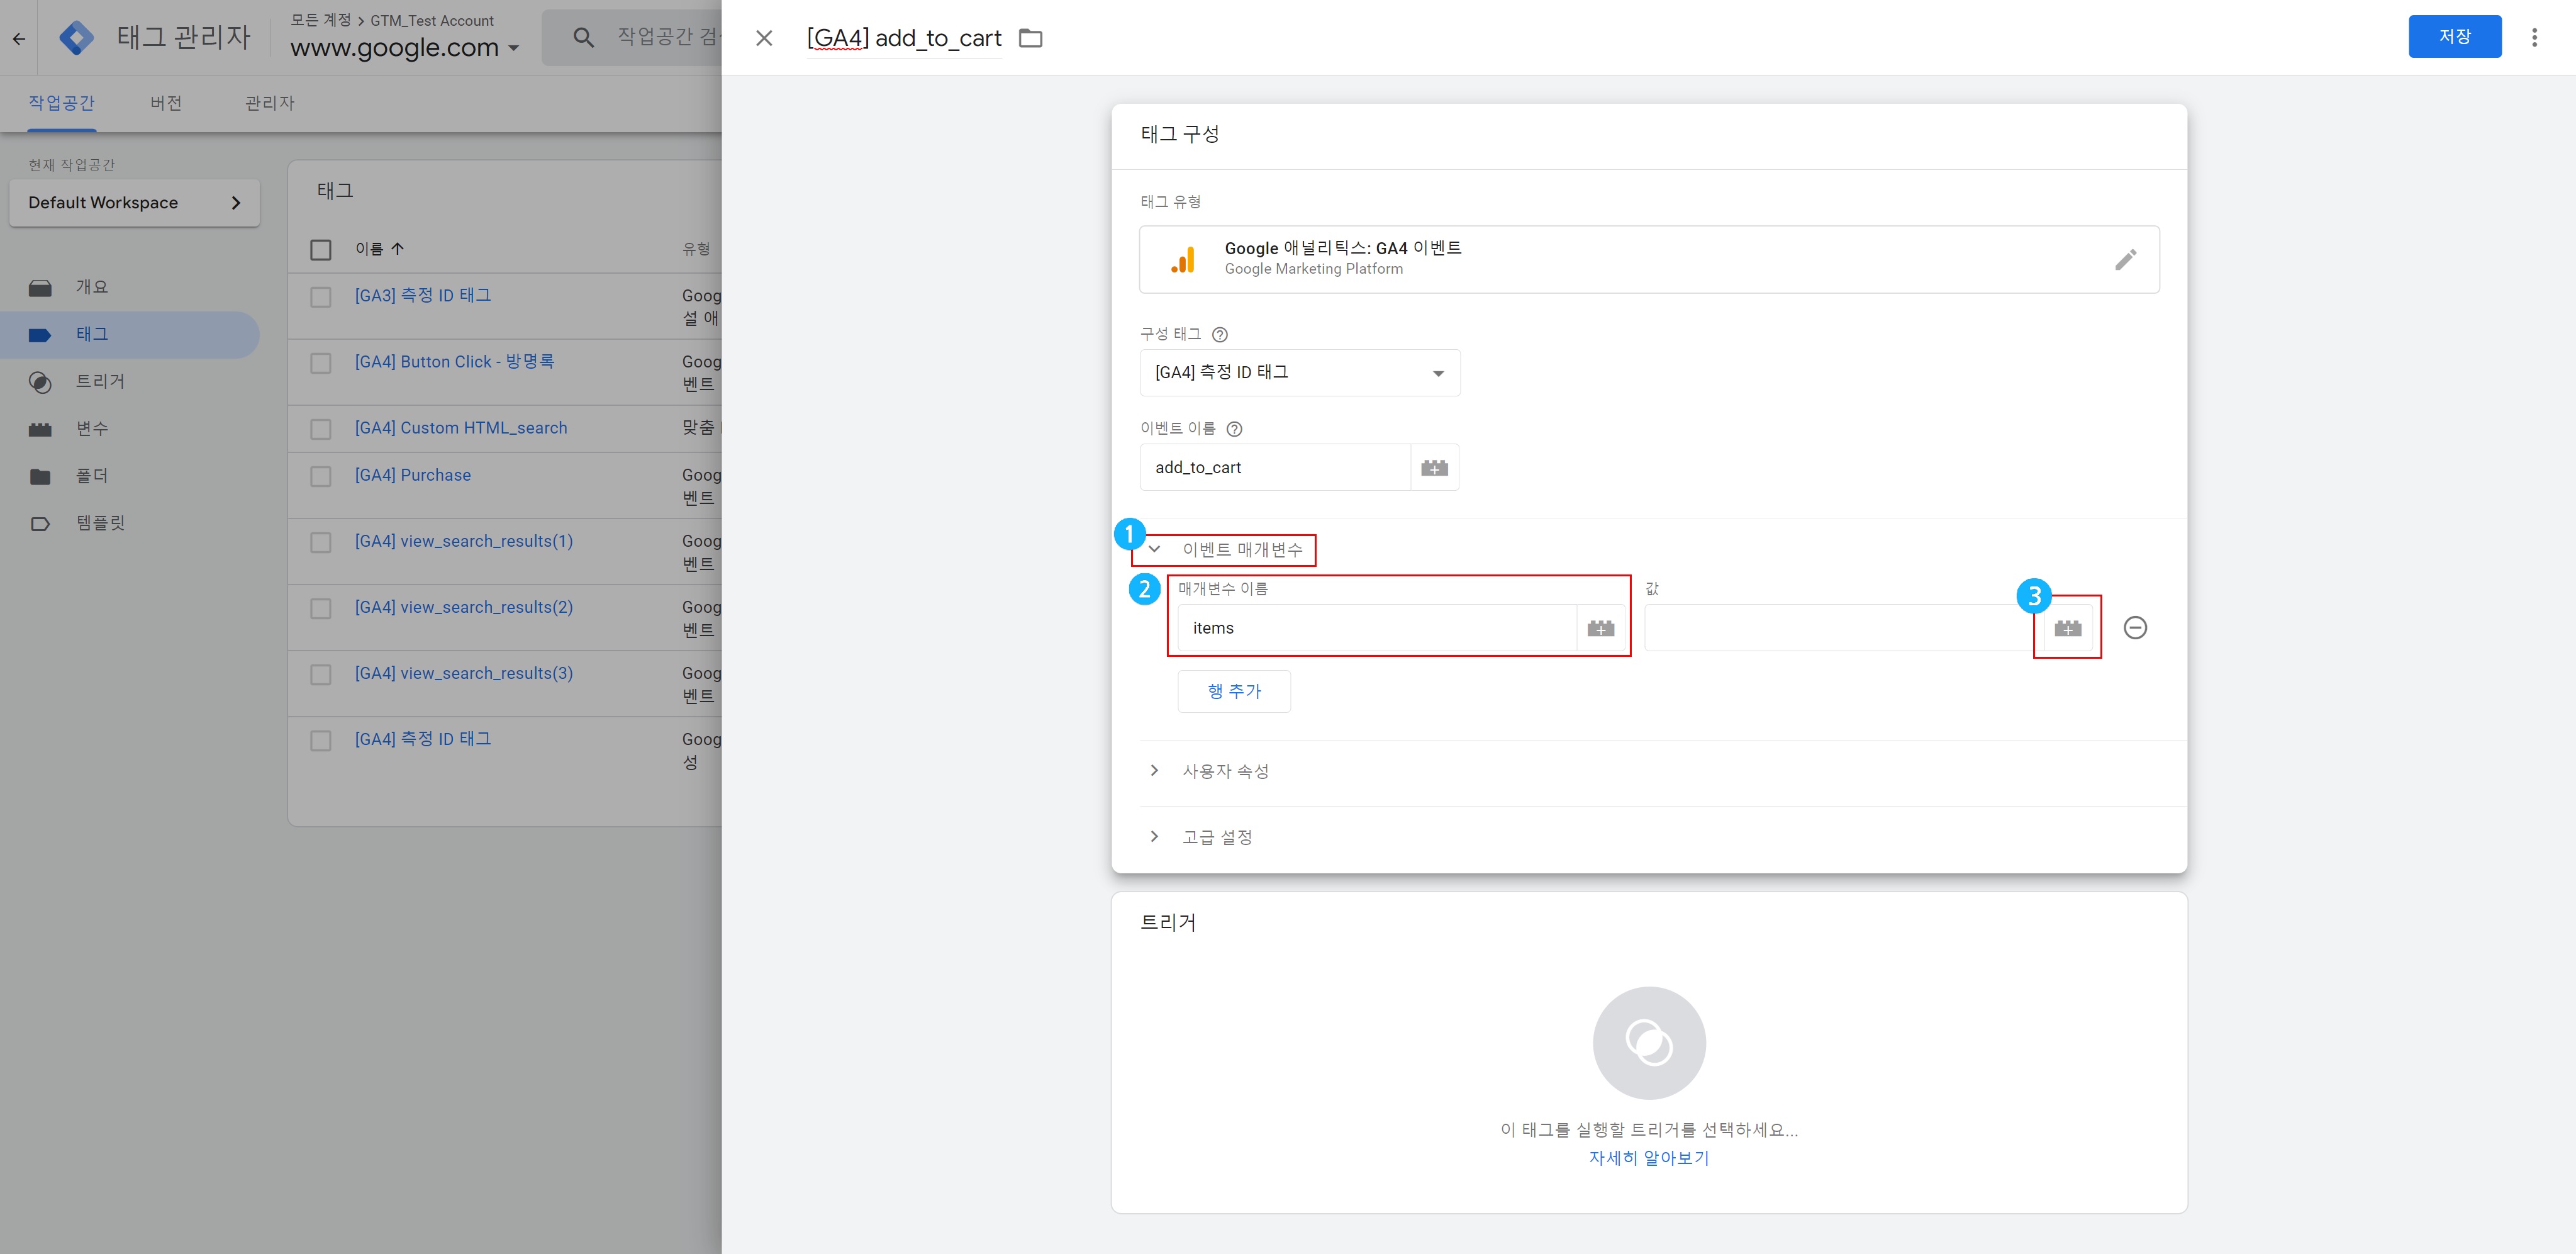 모든 계정 > GTM_Test Account
태그 관리자
www.google.com
작업공간 검
[GA4] add_to_cart
저장
작업공간
버전
관리자
현재 작업공간
Default Workspace
개요
태그
트리거
변수
폴더
템플릿
태그
이름
유형
[GA3] 측정 ID 태그
Goog
설 애
[GA4] Button Click - 방명록
Goog
벤트
[GA4] Custom HTML_search
맞춤
[GA4] Purchase
Goog
벤트
[GA4] view_search_results(1)
Goog
벤트
[GA4] view_search_results(2)
Goog
벤트
[GA4] view_search_results(3)
Goog
벤트
[GA4] 측정 ID 태그
Goog
성
태그 구성
태그 유형
Google 애널리틱스: GA4 이벤트
Google Marketing Platform
구성 태그
[GA4] 측정 ID 태그
이벤트 이름
add_to_cart
1
이벤트 매개변수
2
매개변수 이름
값
3
items
행 추가
사용자 속성
고급 설정
트리거
이 태그를 실행할 트리거를 선택하세요...
자세히 알아보기